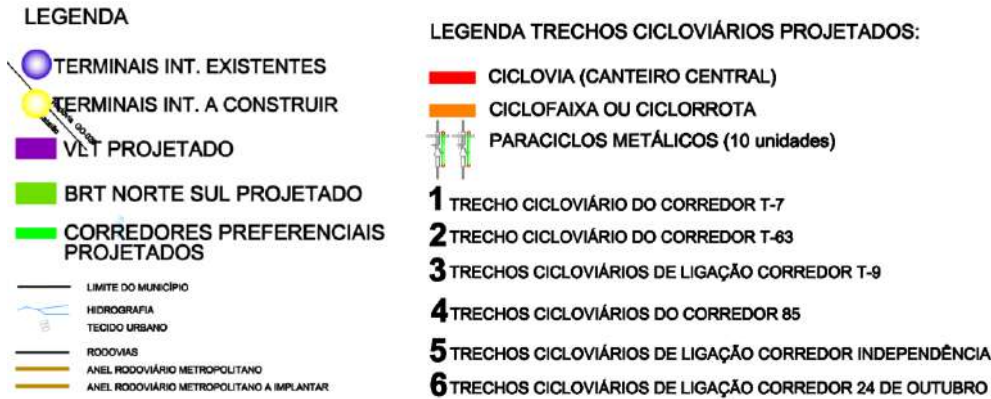 LEGENDA
TERMINAIS INT. EXISTENTES
TERMINAIS INT. A CONSTRUIR
VLT PROJETADO
BRT NORTE SUL PROJETADO
CORREDORES PREFERENCIAIS
PROJETADOS
LIMITE DO MUNICÍPIO
HIDROGRAFIA
TECIDO URBANO
RODOVIAS
ANEL RODOVIÁRIO METROPOLITANO
ANEL RODOVIÁRIO METROPOLITANO A IMPLANTAR
LEGENDA TRECHOS CICLOVIÁRIOS PROJETADOS:
CICLOVIA (CANTEIRO CENTRAL)
CICLOFAIXA OU CICLORROTA
PARACICLOS METÁLICOS (10 unidades)
1 TRECHO CICLOVIÁRIO DO CORREDOR T-7
2 TRECHO CICLOVIÁRIO DO CORREDOR T-63
3 TRECHOS CICLOVIÁRIOS DE LIGAÇÃO CORREDOR T-9
4 TRECHOS CICLOVIÁRIOS DO CORREDOR 85
5 TRECHOS CICLOVIÁRIOS DE LIGAÇÃO CORREDOR INDEPENDÊNCIA
6 TRECHOS CICLOVIÁRIOS DE LIGAÇÃO CORREDOR 24 DE OUTUBRO